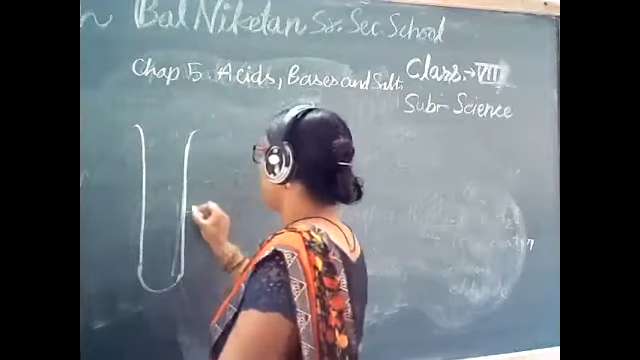 Bal Niketan Sr. Sec. School
Chap 5 Acids, Bases and Salts
Class:- VII
Sub:- Science